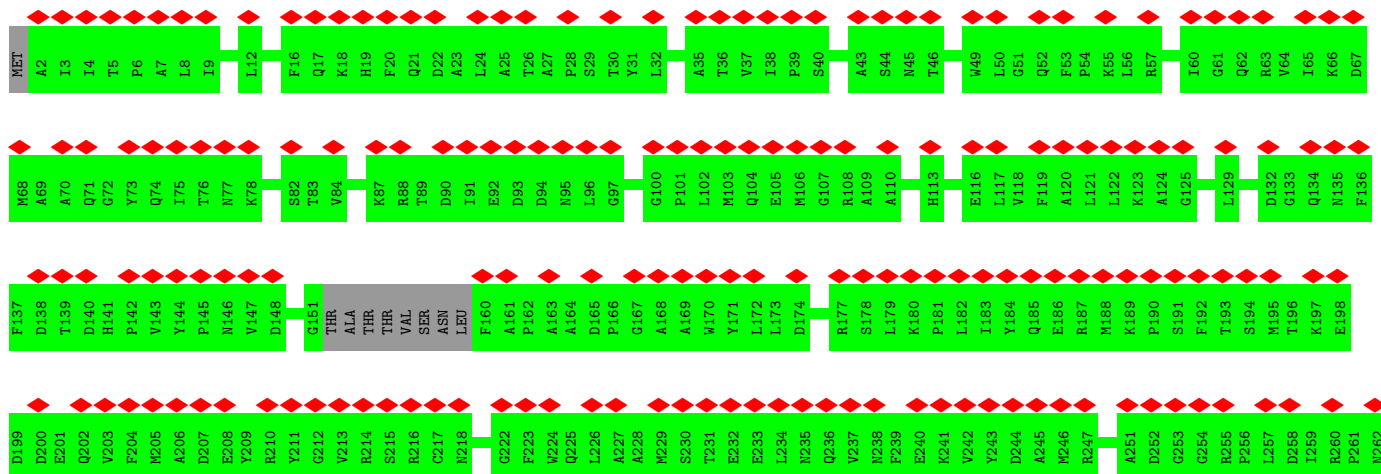 MET A2 I3 I4 T5 P6 A7 L8 I9 L12 F16 Q17 K18 H19 F20 Q21 D22 A23 L24 A25 T26 A27 P28 S29 T30 Y31 L32 A35 T36 V37 I38 P39 S40 A43 S44 N45 T46 W49 L50 G51 Q52 F53 P54 K55 L56 R57 I60 G61 Q62 R63 V64 I65 K66 D67
M68 A69 A70 Q71 G72 Y73 Q74 I75 T76 N77 K78 S82 T83 V84 K87 R88 T89 D90 I91 E92 D93 D94 N95 L96 G97 G100 P101 L102 M103 Q104 E105 M106 G107 R108 A109 A110 H113 E116 L117 V118 F119 A120 L121 L122 K123 A124 G125 L129 D132 G133 Q134 N135 F136
F137 D138 T139 D140 H141 P142 V143 Y144 P145 N146 V147 D148 G151 THR ALA THR THR VAL SER ASN LEU F160 A161 P162 A163 A164 D165 P166 G167 A168 A169 W170 Y171 L172 L173 D174 R177 S178 L179 K180 P181 L182 I183 Y184 Q185 E186 R187 M188 K189 P190 S191 F192 T193 S194 M195 T196 K197 E198
D199 D200 E201 Q202 V203 F204 M205 A206 D207 E208 Y209 R210 Y211 G212 V213 R214 S215 R216 C217 N218 G222 F223 W224 Q225 L226 A227 A228 M229 S230 T231 E232 E233 L234 N235 Q236 V237 N238 F239 E240 K241 V242 Y243 D244 A245 M246 R247 A251 D252 G253 G254 R255 P256 L257 D258 I259 R260 P261 N262